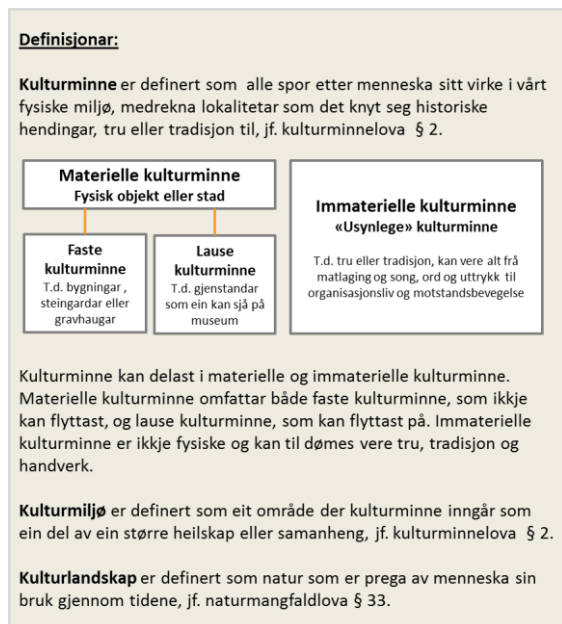 Definisjonar:
Kulturminne er definert som alle spor etter menneska sitt virke i vårt
fysiske miljø, medrekna lokalitetar som det knyt seg historiske
hendingar, tru eller tradisjon til, jf. kulturminnelova § 2.
Materielle kulturminne
Fysisk objekt eller stad
Faste
kulturminne
T.d. bygningar ,
steingardar eller
gravhaugar
Lause
kulturminne
T.d. gjenstandar
som ein kan sjå på
museum
Immaterielle kulturminne
«Usynlege» kulturminne
T.d. tru eller tradisjon, kan vere alt frå
matlaging og song, ord og uttrykk til
organisasjonsliv og motstandsbevegelse
Kulturminne kan delast i materielle og immaterielle kulturminne.
Materielle kulturminne omfattar både faste kulturminne, som ikkje
kan flyttast, og lause kulturminne, som kan flyttast på. Immaterielle
kulturminne er ikkje fysiske og kan til dømes vere tru, tradisjon og
handverk.
Kulturmiljø er definert som eit område der kulturminne inngår som
ein del av ein større heilskap eller samanheng, jf. kulturminnelova § 2.
Kulturlandskap er definert som natur som er prega av menneska sin
bruk gjennom tidene, jf. naturmangfaldlova § 33.